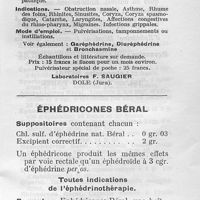 Indications. — Obstruction nasale, Asthme, Rhume
des foins, Rhinites, Sinusites, Coryza, Coryza spasmo-
dique, Catarrhe, Laryngites, Affections congestives
du rhino-pharynx, Migraines. Infections grippales.
Mode d'emploi. — Pulvérisations, tamponnements ou
instillations.
Voir également : Garéphédrine, Diuréphédrine
et Bronchasmine
Échantillons et littérature sur demande.
Prix : 15 francs le flacon pour un mois environ.
Pulvérisateur spécial de poche : 25 francs.
Laboratoires F. SAUGIER
DOLE (Jura).
ÉPHÉDRICONES BÉRAL
Suppositoires contenant chacun :
Chl. sulf. d'éphédrine nat. Béral . . 0 gr. 03
Excipient correctif. . . . . . . 2 gr.
Un éphédricone produit les mêmes effets
par voie rectale qu'un éphédroïde à 3 cgr.
d'éphédrine per os.
Toutes indications
de l'éphédrinothérapie.